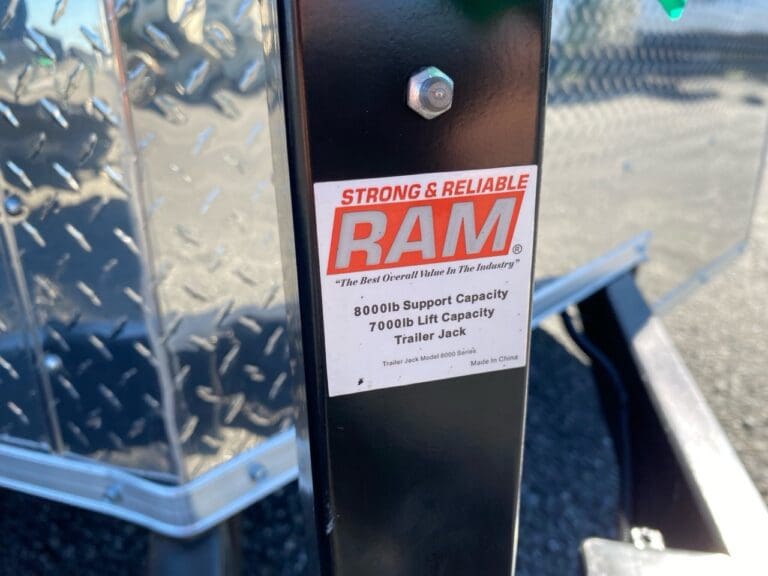 STRONG & RELIABLE
RAM®
"The Best Overall Value In The Industry"
8000lb Support Capacity
7000lb Lift Capacity
Trailer Jack
Trailer Jack Model 8000 Series
Made In China